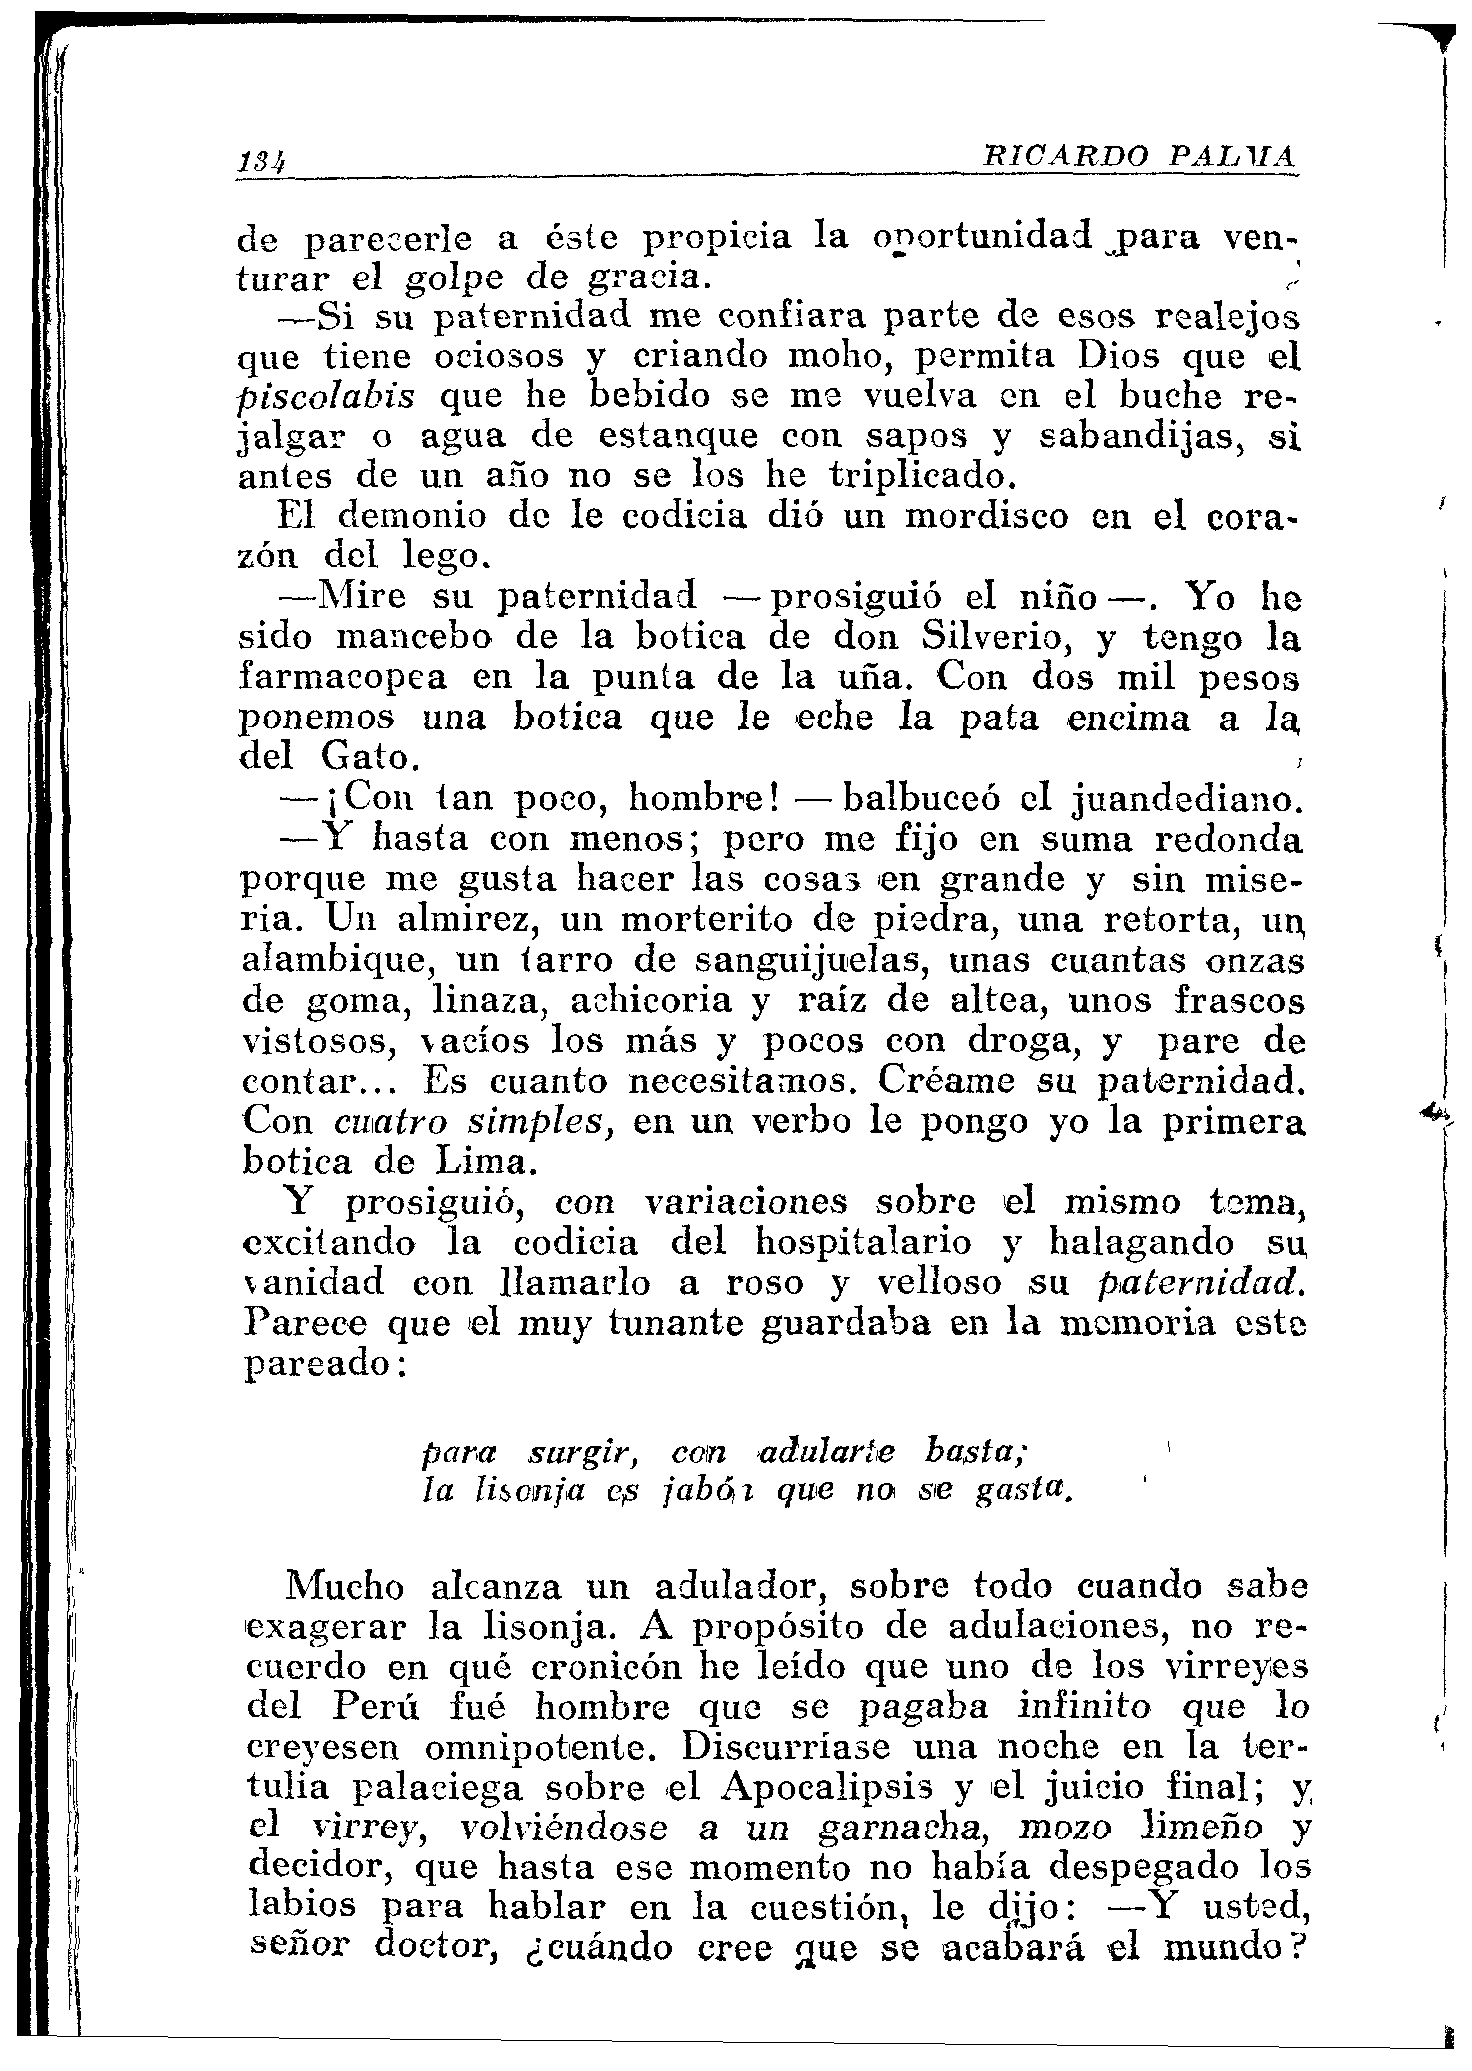 134 RICARDO PALMA
de parecerle a éste propicia la oportunidad para ven-
turar el golpe de gracia.
—Si su paternidad me confiara parte de esos realejos
que tiene ociosos y criando moho, permita Dios que el
piscolabis que he bebido se me vuelva en el buche re-
jalgar o agua de estanque con sapos y sabandijas, si
antes de un año no se los he triplicado.
El demonio de le codicia dió un mordisco en el cora-
zón del lego.
—Mire su paternidad —prosiguió el niño—. Yo he
sido mancebo de la botica de don Silverio, y tengo la
farmacopea en la punta de la uña. Con dos mil pesos
ponemos una botica que le eche la pata encima a la
del Gato.
—¡Con tan poco, hombre! —balbuceó el juandediano.
—Y hasta con menos; pero me fijo en suma redonda
porque me gusta hacer las cosas en grande y sin mise-
ria. Un almirez, un morterito de piedra, una retorta, un
alambique, un tarro de sanguijuelas, unas cuantas onzas
de goma, linaza, achicoria y raíz de altea, unos frascos
vistosos, vacíos los más y pocos con droga, y pare de
contar... Es cuanto necesitamos. Créame su paternidad.
Con cuatro simples, en un verbo le pongo yo la primera
botica de Lima.
Y prosiguió, con variaciones sobre el mismo tema,
excitando la codicia del hospitalario y halagando su
vanidad con llamarlo a roso y velloso su paternidad.
Parece que el muy tunante guardaba en la memoria este
pareado:
para surgir, con adularte basta;
la lisonja es jabón que no se gasta.
Mucho alcanza un adulador, sobre todo cuando sabe
exagerar la lisonja. A propósito de adulaciones, no re-
cuerdo en qué cronicón he leído que uno de los virreyes
del Perú fué hombre que se pagaba infinito que lo
creyesen omnipotente. Discurríase una noche en la ter-
tulia palaciega sobre el Apocalipsis y el juicio final; y
el virrey, volviéndose a un garnacha, mozo limeño y
decidor, que hasta ese momento no había despegado los
labios para hablar en la cuestión, le dijo: —Y usted,
señor doctor, ¿cuándo cree que se acabará el mundo?